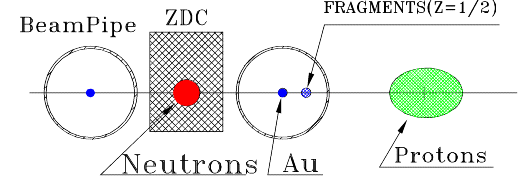 FRAGMENTS(Z=1/2)
BeamPipe
ZDC
Neutrons
Au
Protons